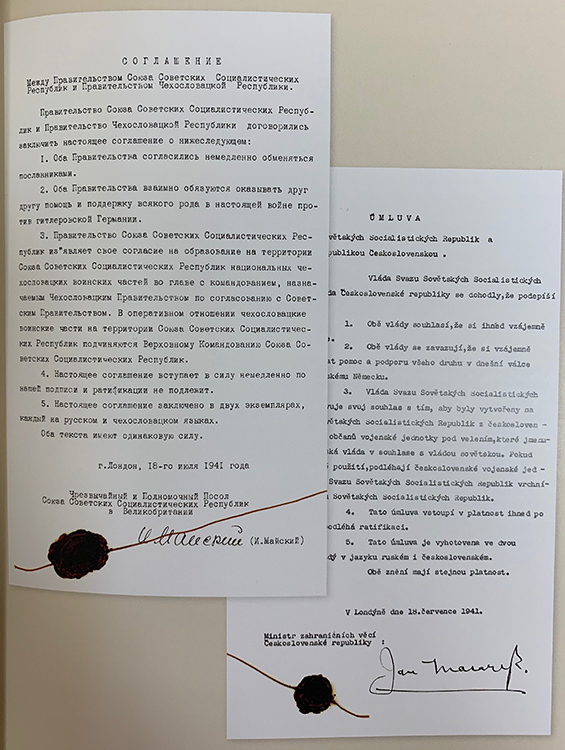 СОГЛАШЕНИЕ
Между Правительством Союза Советских Социалистических
Республик и Правительством Чехословацкой Республики.
Правительство Союза Советских Социалистических Респуб-
лик и Правительство Чехословацкой Республики договорились
заключить настоящее соглашение о нижеследующем:
1. Оба Правительства согласились немедленно обменяться
посланниками.
2. Оба Правительства взаимно обязуются оказывать друг
другу помощь и поддержку всякого рода в настоящей войне про-
тив гитлеровской Германии.
3. Правительство Союза Советских Социалистических Рес-
публик из"являет свое согласие на образование на территории
Союза Советских Социалистических Республик национальных че-
хословацких воинских частей во главе с командованием, назна-
чаемым Чехословацким Правительством по согласованию с Совет-
ским Правительством. В оперативном отношении чехословацкие
воинские части на территории Союза Советских Социалистичес-
ких Республик подчиняются Верховному Командованию Союза Со-
ветских Социалистических Республик.
4. Настоящее соглашение вступает в силу немедленно по
подписи и ратификации не подлежит.
5. Настоящее соглашение заключено в двух экземплярах,
каждый на русском и чехословацком языках.
Оба текста имеют одинаковую силу.
г.Лондон, 18-го июля 1941 года
Чрезвычайный и Полномочный Посол
Союза Советских Социалистических Республик
в Великобритании
И. Майский (И.Майский)
ÚMLUVA
Sovětských Socialistických Republik a
Československou .
Vláda Svazu Sovětských Socialistických
Československé republiky se dohodly,že podepíší
1. Obě vlády souhlasí,že si ihned vzájemně
2. Obě vlády se zavazují,že si vzájemně
pomoc a podporu všeho druhu v dnešní válce
Německu.
3. Vláda Svazu Sovětských Socialistických
svuj souhlas s tím, aby byly vytvořeny na
Socialistických Republik z českosloven -
občanů vojenské jednotky pod velením,které jmenu-
vláda v souhlase s vládou sovětskou. Pokud
použití,podléhají československé vojenské jed -
Svazu Sovětských Socialistických Republik vrchní-
Sovětských Socialistických Republik.
4. Tato úmluva vstoupí v platnost ihned po
ratifikaci.
5. Tato úmluva je vyhotovena ve dvou
v jazyku ruském i československém.
Obě znění mají stejnou platnost.
V Londýně dne 18.července 1941.
Ministr zahraničních věcí
Československé republiky :
Jan Masaryk.